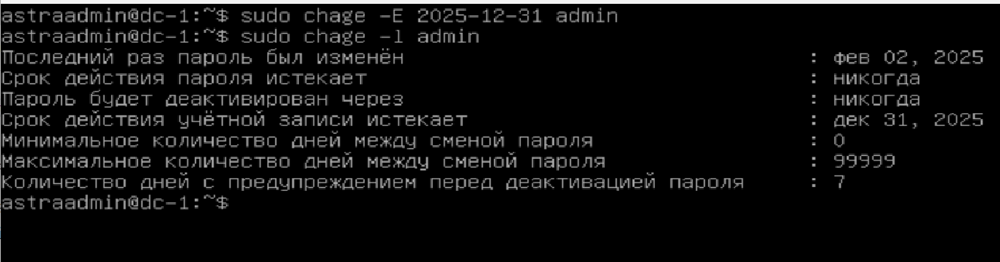 astraadmin@dc-1:~$ sudo chage -E 2025-12-31 admin
astraadmin@dc-1:~$ sudo chage -l admin
Последний раз пароль был изменён : фев 02, 2025
Срок действия пароля истекает : никогда
Пароль будет деактивирован через : никогда
Срок действия учётной записи истекает : дек 31, 2025
Минимальное количество дней между сменой пароля : 0
Максимальное количество дней между сменой пароля : 99999
Количество дней с предупреждением перед деактивацией пароля : 7
astraadmin@dc-1:~$